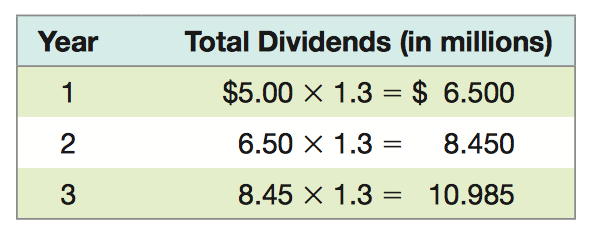 Year Total Dividends (in millions)
1 $5.00 × 1.3 = $ 6.500
2 6.50 × 1.3 = 8.450
3 8.45 × 1.3 = 10.985